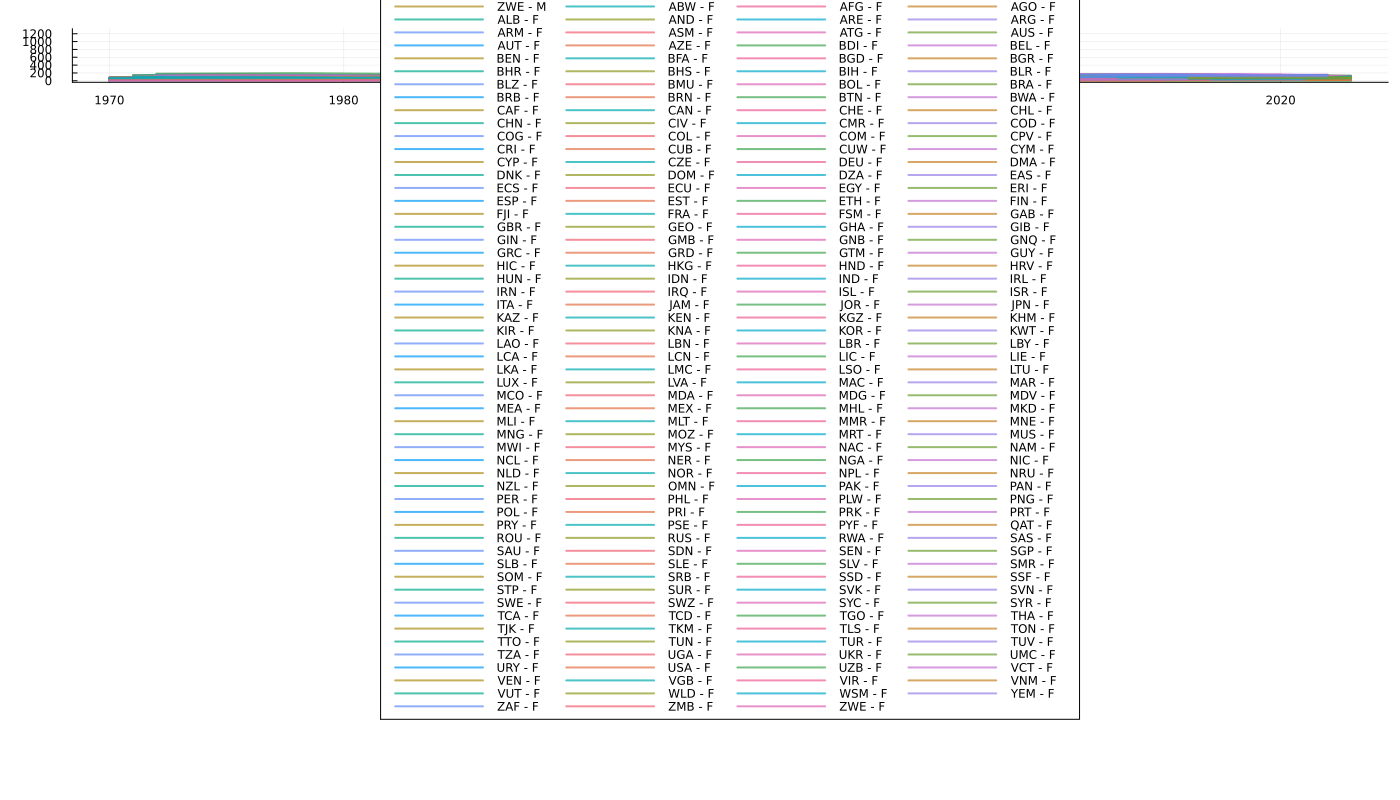 ZWE - M ABW - F AFG - F AGO - F
ALB - F AND - F ARE - F ARG - F
1200 ARM - F ASM - F ATG - F AUS - F
1000 AUT - F AZE - F BDI - F BEL - F
800
600 BEN - F BFA - F BGD - F BGR - F
400
200 BHR - F BHS - F BIH - F BLR - F
0 BLZ - F BMU - F BOL - F BRA - F
1970 1980 BRB - F BRN - F BTN - F BWA - F 2020
CAF - F CAN - F CHE - F CHL - F
CHN - F CIV - F CMR - F COD - F
COG - F COL - F COM - F CPV - F
CRI - F CUB - F CUW - F CYM - F
CYP - F CZE - F DEU - F DMA - F
DNK - F DOM - F DZA - F EAS - F
ECS - F ECU - F EGY - F ERI - F
ESP - F EST - F ETH - F FIN - F
FJI - F FRA - F FSM - F GAB - F
GBR - F GEO - F GHA - F GIB - F
GIN - F GMB - F GNB - F GNQ - F
GRC - F GRD - F GTM - F GUY - F
HIC - F HKG - F HND - F HRV - F
HUN - F IDN - F IND - F IRL - F
IRN - F IRQ - F ISL - F ISR - F
ITA - F JAM - F JOR - F JPN - F
KAZ - F KEN - F KGZ - F KHM - F
KIR - F KNA - F KOR - F KWT - F
LAO - F LBN - F LBR - F LBY - F
LCA - F LCN - F LIC - F LIE - F
LKA - F LMC - F LSO - F LTU - F
LUX - F LVA - F MAC - F MAR - F
MCO - F MDA - F MDG - F MDV - F
MEA - F MEX - F MHL - F MKD - F
MLI - F MLT - F MMR - F MNE - F
MNG - F MOZ - F MRT - F MUS - F
MWI - F MYS - F NAC - F NAM - F
NCL - F NER - F NGA - F NIC - F
NLD - F NOR - F NPL - F NRU - F
NZL - F OMN - F PAK - F PAN - F
PER - F PHL - F PLW - F PNG - F
POL - F PRI - F PRK - F PRT - F
PRY - F PSE - F PYF - F QAT - F
ROU - F RUS - F RWA - F SAS - F
SAU - F SDN - F SEN - F SGP - F
SLB - F SLE - F SLV - F SMR - F
SOM - F SRB - F SSD - F SSF - F
STP - F SUR - F SVK - F SVN - F
SWE - F SWZ - F SYC - F SYR - F
TCA - F TCD - F TGO - F THA - F
TJK - F TKM - F TLS - F TON - F
TTO - F TUN - F TUR - F TUV - F
TZA - F UGA - F UKR - F UMC - F
URY - F USA - F UZB - F VCT - F
VEN - F VGB - F VIR - F VNM - F
VUT - F WLD - F WSM - F YEM - F
ZAF - F ZMB - F ZWE - F